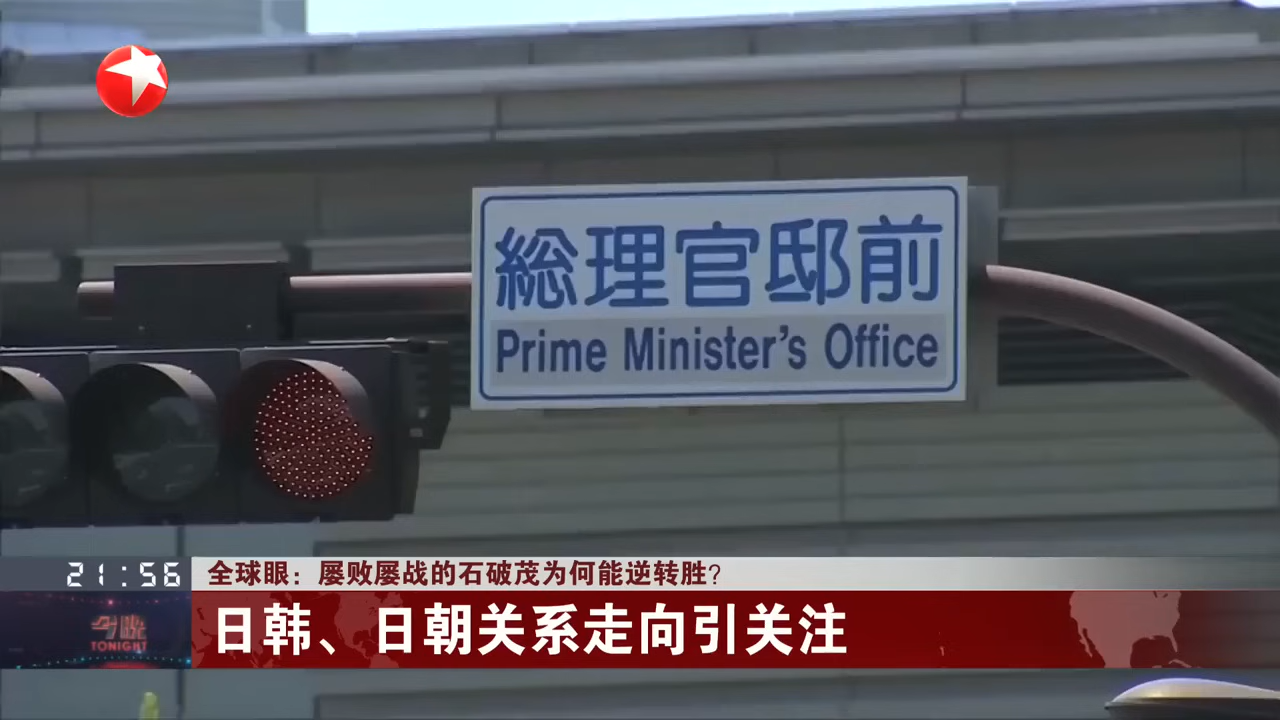 総理官邸前
Prime Minister's Office
21:56
全球眼：屡败屡战的石破茂为何能逆转胜？
今晚
TONIGHT
日韩、日朝关系走向引关注